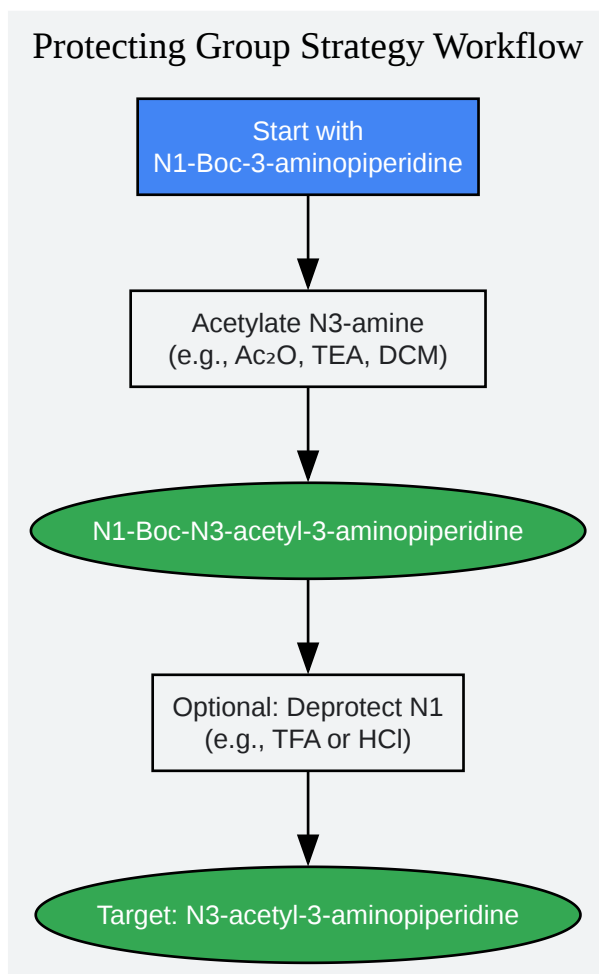 Protecting Group Strategy Workflow
Start with
N1-Boc-3-aminopiperidine
Acetylate N3-amine
(e.g., Ac₂O, TEA, DCM)
N1-Boc-N3-acetyl-3-aminopiperidine
Optional: Deprotect N1
(e.g., TFA or HCl)
Target: N3-acetyl-3-aminopiperidine